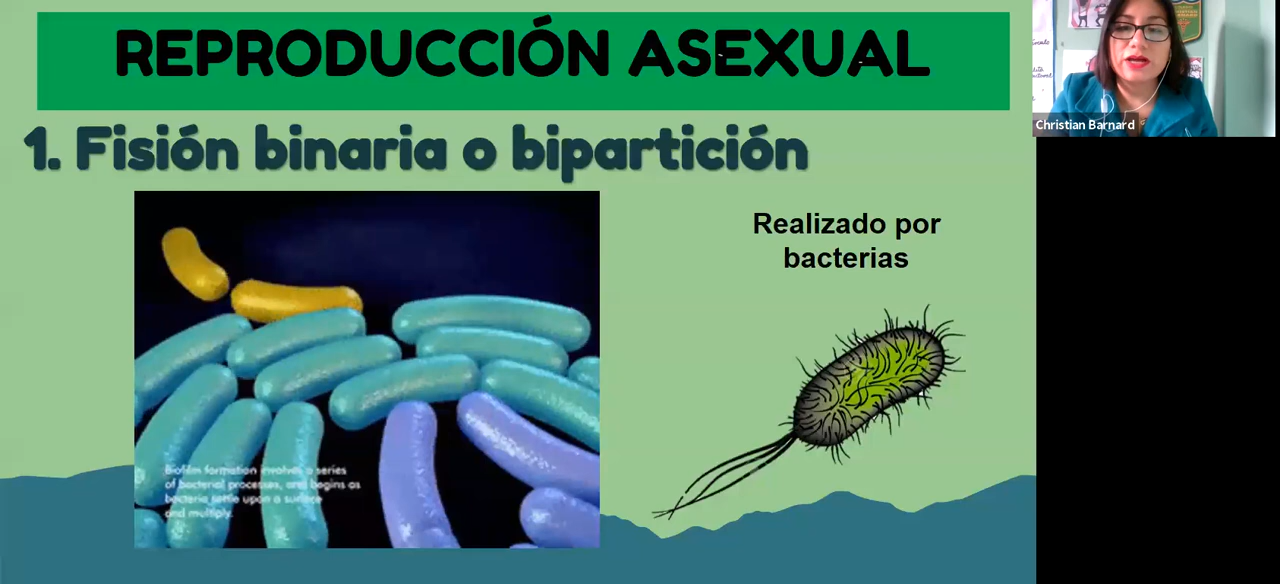 REPRODUCCIÓN ASEXUAL
1. Fisión binaria o bipartición
Realizado por
bacterias
Biofilm formation involves a series
of bacterial processes, and begins as
bacteria settle upon a surface
and multiply.
Christian Barnard